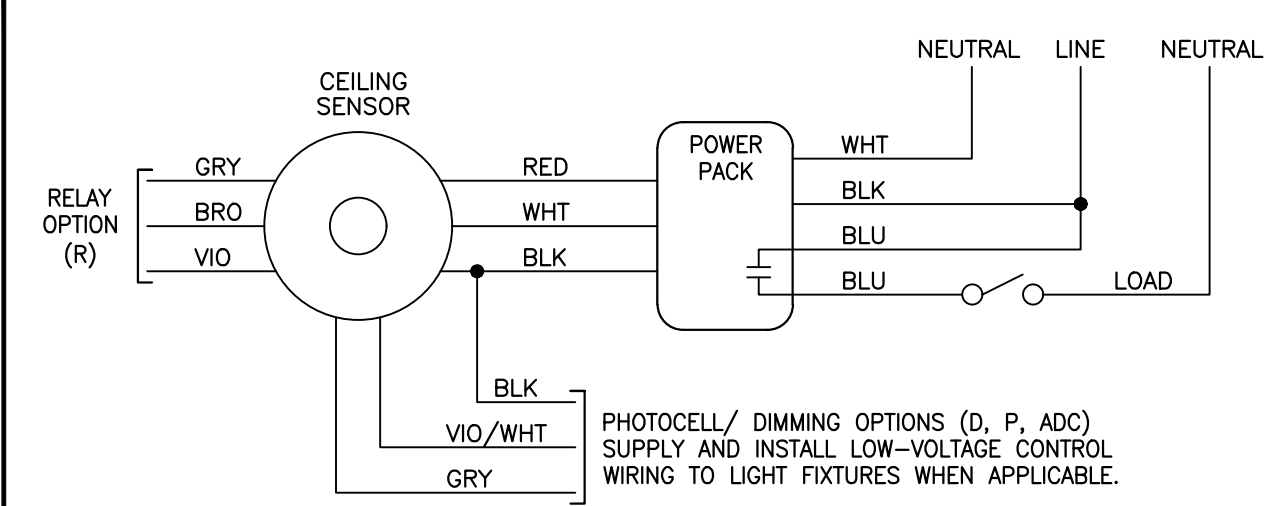 NEUTRAL LINE NEUTRAL
CEILING
SENSOR
POWER
PACK
WHT
BLK
BLU
BLU
LOAD
GRY
BRO
VIO
RELAY
OPTION
(R)
RED
WHT
BLK
BLK
VIO/WHT
GRY
PHOTOCELL/ DIMMING OPTIONS (D, P, ADC)
SUPPLY AND INSTALL LOW-VOLTAGE CONTROL
WIRING TO LIGHT FIXTURES WHEN APPLICABLE.